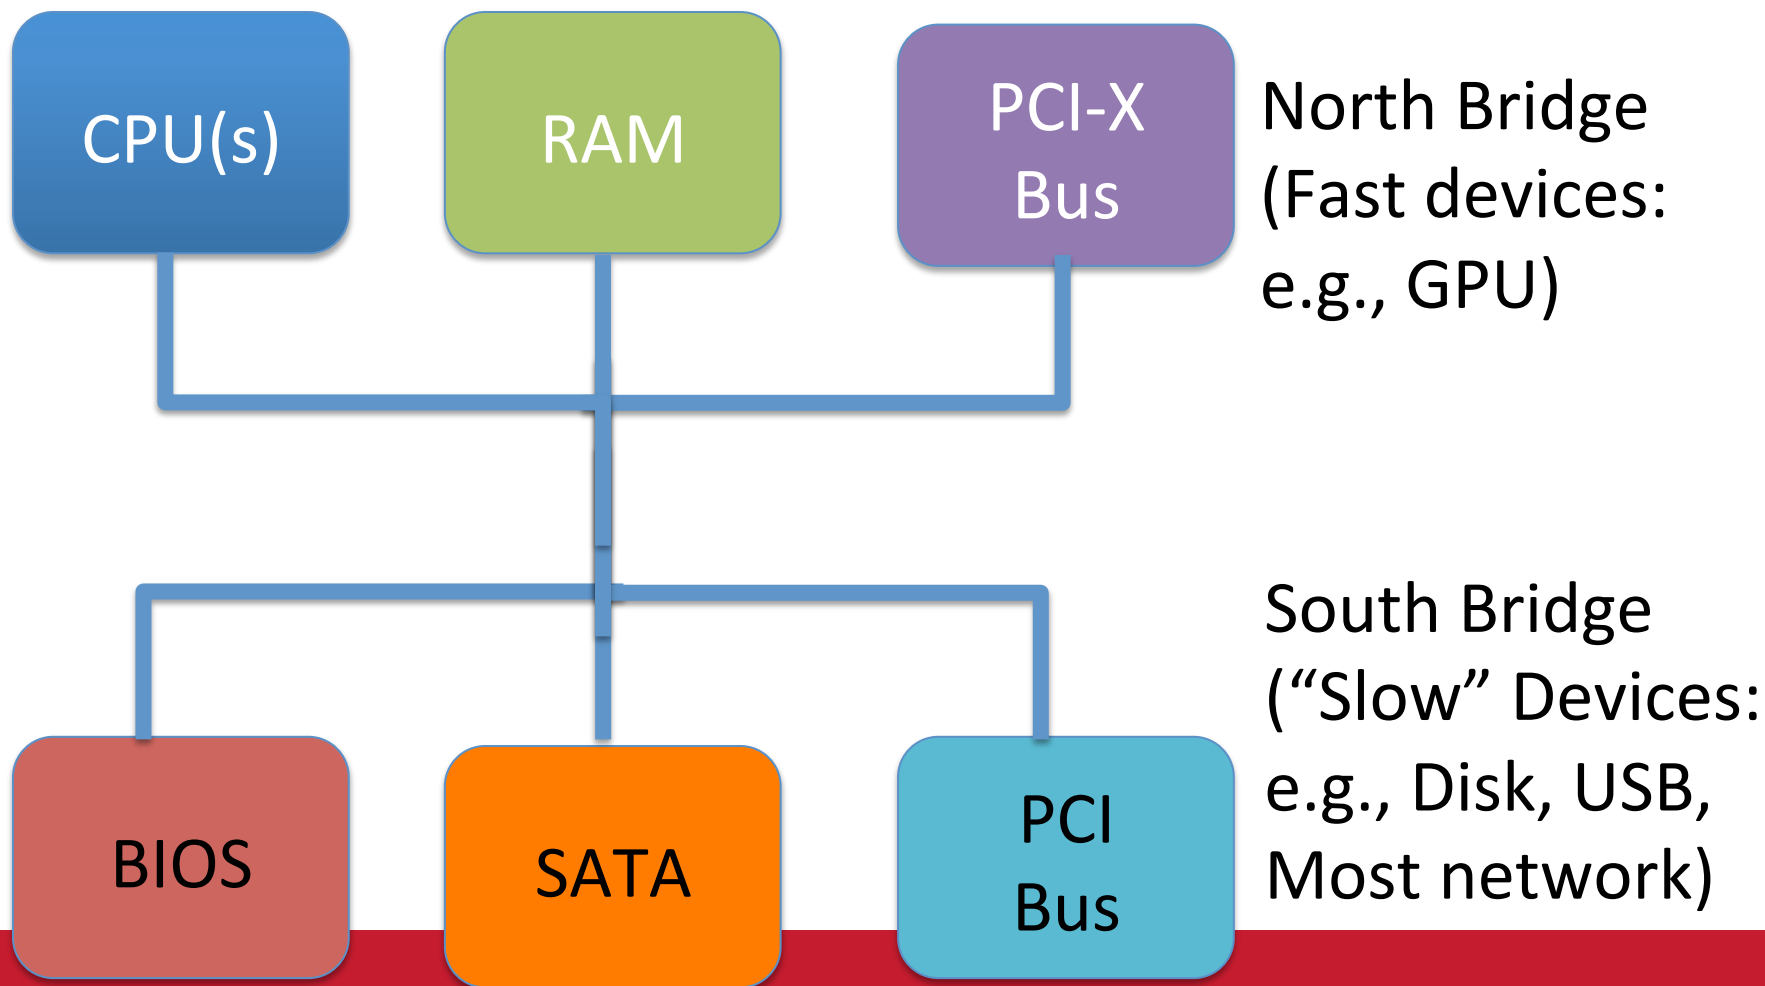 CPU(s)
RAM
PCI-X
Bus
North Bridge
(Fast devices:
e.g., GPU)
BIOS
SATA
PCI
Bus
South Bridge
(“Slow” Devices:
e.g., Disk, USB,
Most network)